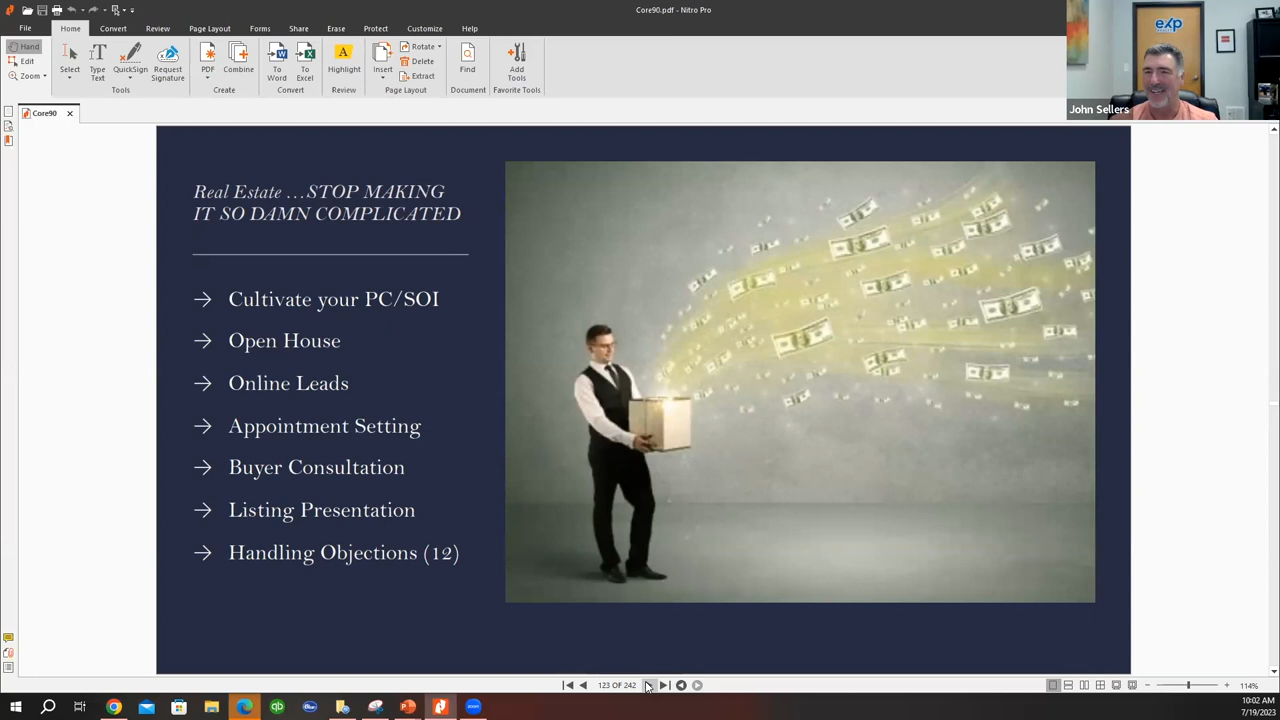 Core90.pdf - Nitro Pro
File
Home
Convert
Review
Page Layout
Forms
Share
Erase
Protect
Customize
Help
Hand
Edit
Zoom
Select
Type Text
QuickSign
Request Signature
Tools
PDF
Combine
Create
To Word
To Excel
Convert
Highlight
Review
Insert
Rotate
Delete
Extract
Page Layout
Find
Document
Add Tools
Favorite Tools
exp
John Sellers
Core90
Real Estate ...STOP MAKING
IT SO DAMN COMPLICATED
→ Cultivate your PC/SOI
→ Open House
→ Online Leads
→ Appointment Setting
→ Buyer Consultation
→ Listing Presentation
→ Handling Objections (12)
123 OF 242
114%
10:02 AM
7/19/2023